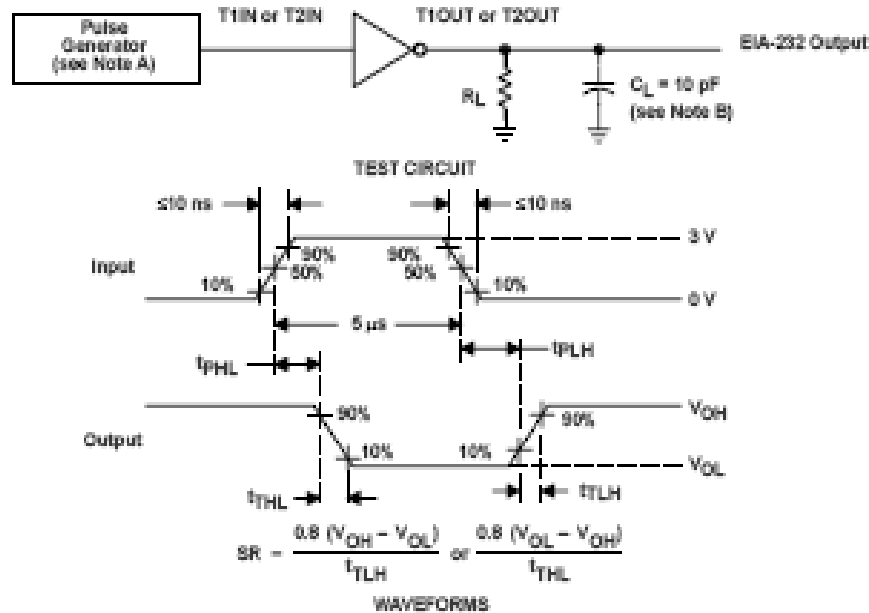 Pulse
Generator
(see Note A)
T1IN or T2IN
T1OUT or T2OUT
EIA-232 Output
RL
CL = 10 pF
(see Note B)
TEST CIRCUIT
≤10 ns
≤10 ns
Input
10%
90%
50%
90%
50%
10%
3 V
0 V
5 µs
tPHL
tPLH
Output
90%
10%
10%
90%
VOH
VOL
tTHL
tTLH
SR = 0.8 (VOH – VOL) / tTLH or 0.8 (VOL – VOH) / tTHL
WAVEFORMS